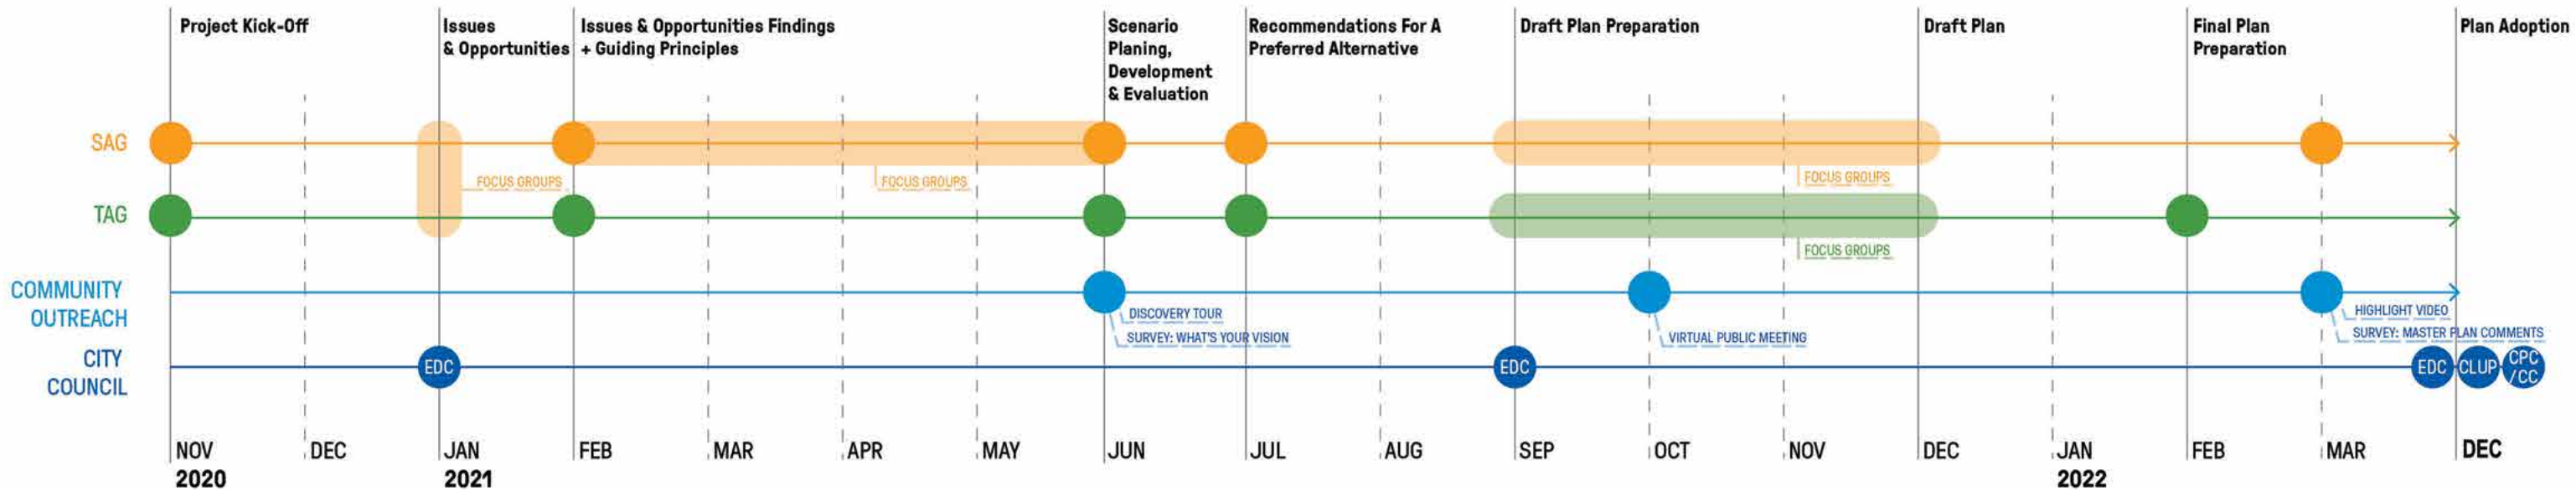 Project Kick-Off
Issues
& Opportunities
Issues & Opportunities Findings
+ Guiding Principles
Scenario
Planing,
Development
& Evaluation
Recommendations For A
Preferred Alternative
Draft Plan Preparation
Draft Plan
Final Plan
Preparation
Plan Adoption
SAG
FOCUS GROUPS
FOCUS GROUPS
FOCUS GROUPS
TAG
FOCUS GROUPS
COMMUNITY
OUTREACH
DISCOVERY TOUR
SURVEY: WHAT'S YOUR VISION
VIRTUAL PUBLIC MEETING
HIGHLIGHT VIDEO
SURVEY: MASTER PLAN COMMENTS
CITY
COUNCIL
EDC
EDC
EDC
CLUP
CPC
/CC
NOV
2020
DEC
JAN
2021
FEB
MAR
APR
MAY
JUN
JUL
AUG
SEP
OCT
NOV
DEC
JAN
2022
FEB
MAR
DEC